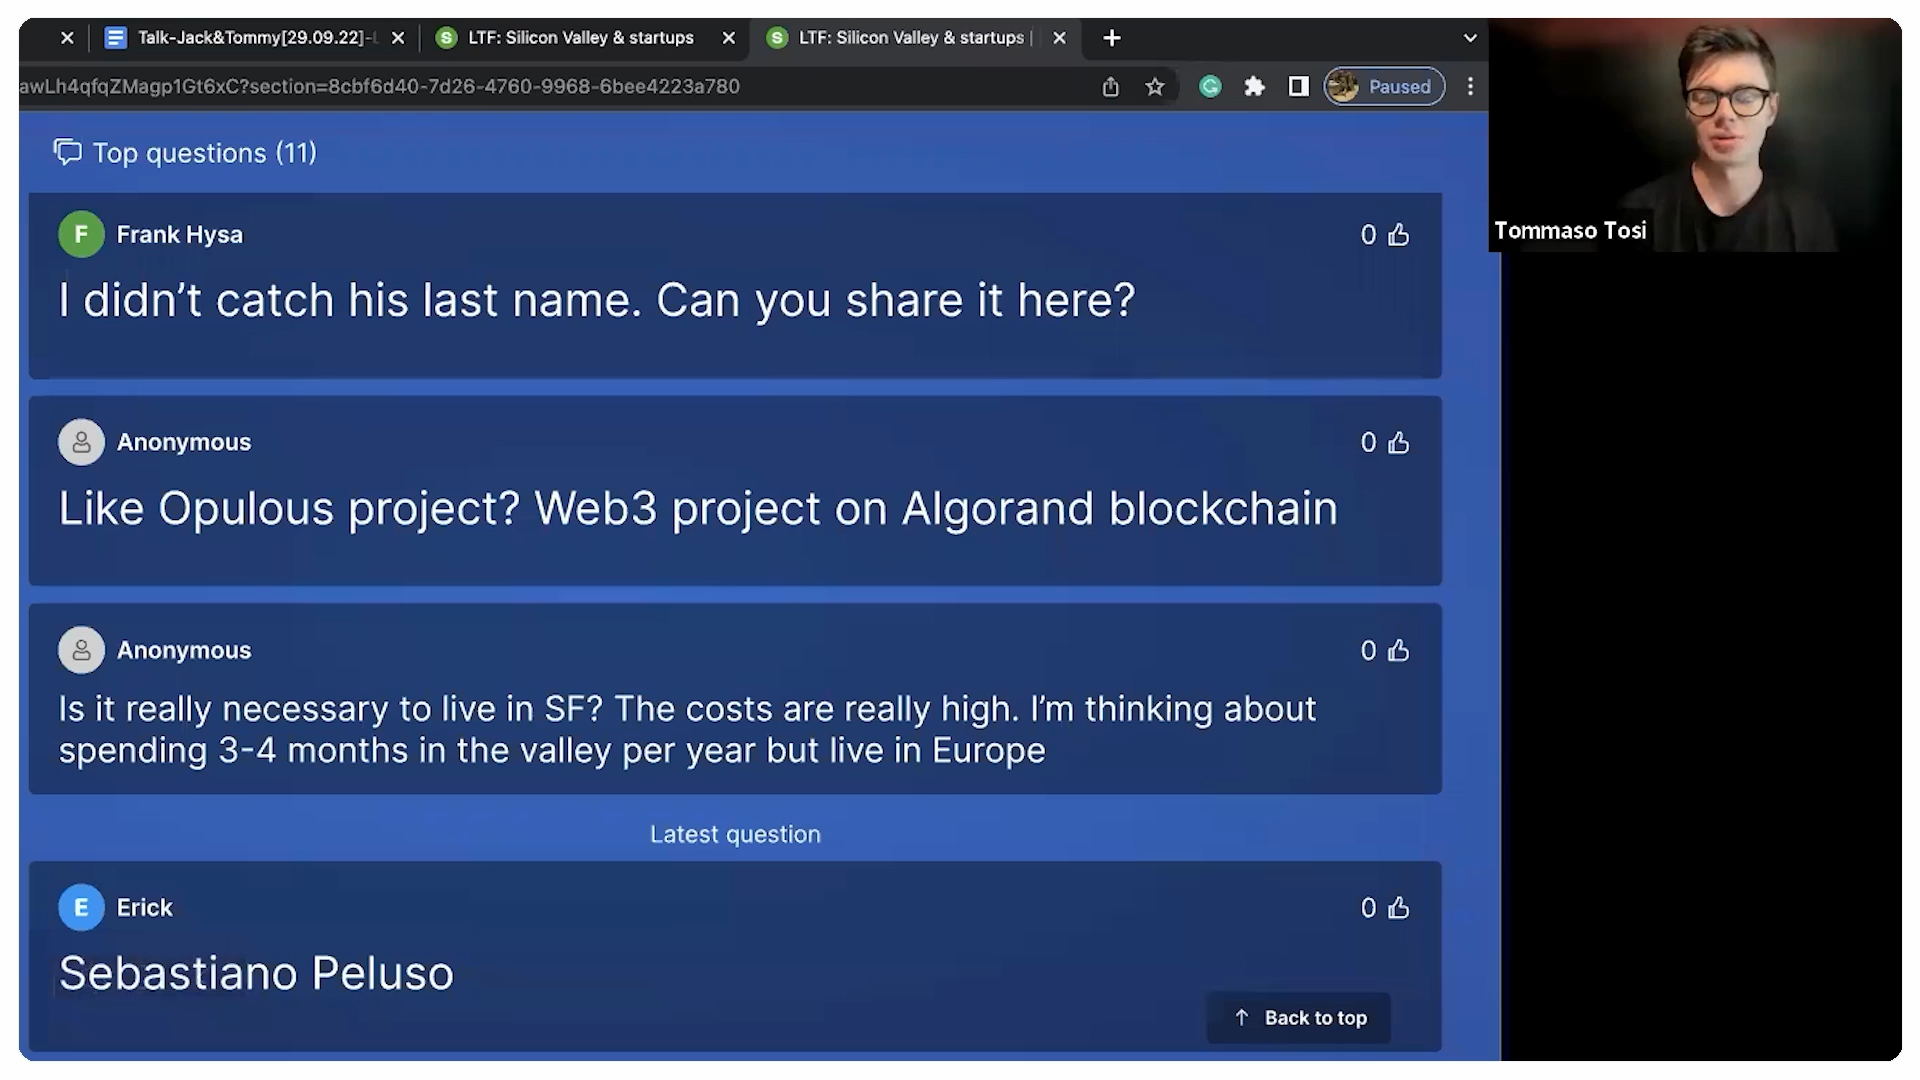 Talk-Jack&Tommy[29.09.22]-
LTF: Silicon Valley & startups
LTF: Silicon Valley & startups |
awLh4qfqZMagp1Gt6xC?section=8cbf6d40-7d26-4760-9968-6bee4223a780
Paused
Top questions (11)
F
Frank Hysa
0
I didn't catch his last name. Can you share it here?
Anonymous
0
Like Opulous project? Web3 project on Algorand blockchain
Anonymous
0
Is it really necessary to live in SF? The costs are really high. I'm thinking about
spending 3-4 months in the valley per year but live in Europe
Latest question
E
Erick
0
Sebastiano Peluso
Back to top
Tommaso Tosi